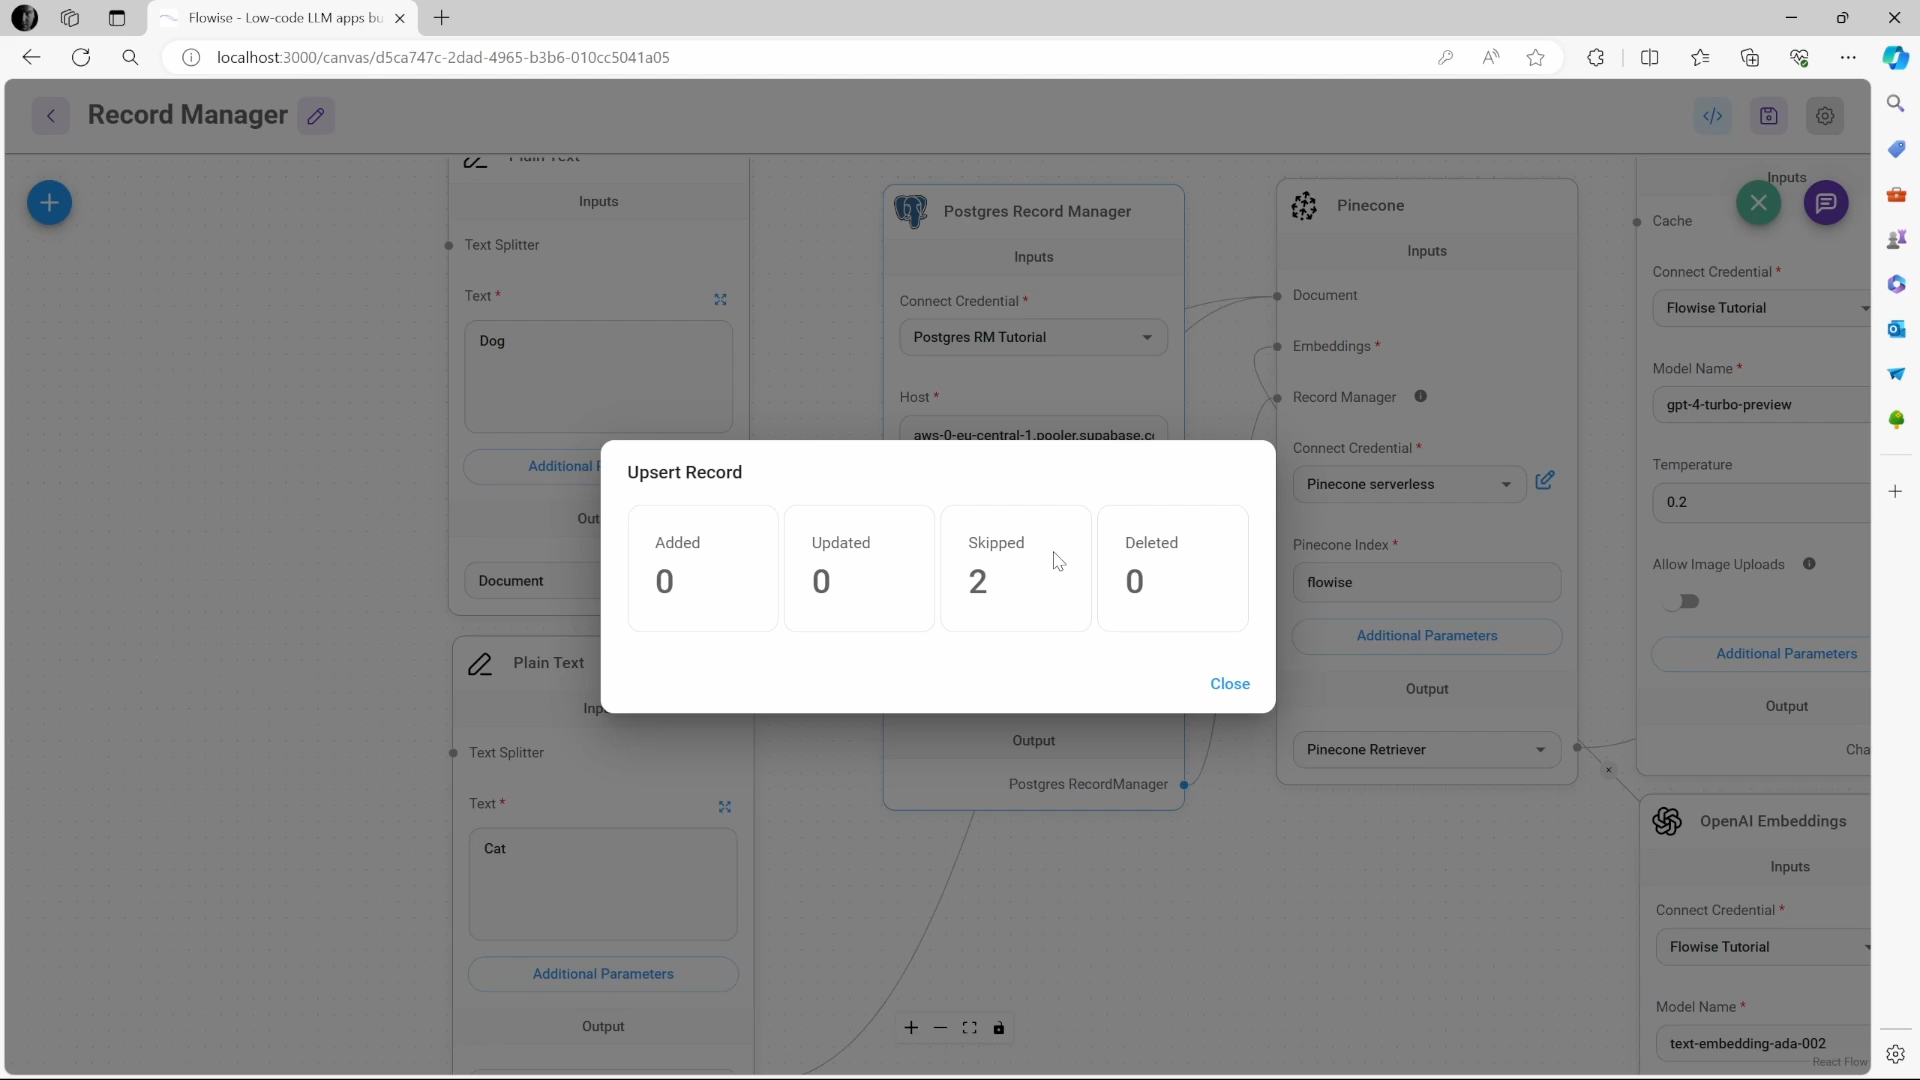 Flowise - Low-code LLM apps bu
localhost:3000/canvas/d5ca747c-2dad-4965-b3b6-010cc5041a05
Record Manager
Plain Text
Inputs
Text Splitter
Text *
Dog
Additional
Out
Document
Plain Text
Inp
Text Splitter
Text *
Cat
Additional Parameters
Output
Postgres Record Manager
Inputs
Connect Credential *
Postgres RM Tutorial
Host *
aws-0-eu-central-1.pooler.supabase.c
Output
Postgres RecordManager
Upsert Record
Added
0
Updated
0
Skipped
2
Deleted
0
Close
Pinecone
Inputs
Document
Embeddings *
Record Manager
Connect Credential *
Pinecone serverless
Pinecone Index *
flowise
Additional Parameters
Output
Pinecone Retriever
Inputs
Cache
Connect Credential *
Flowise Tutorial
Model Name *
gpt-4-turbo-preview
Temperature
0.2
Allow Image Uploads
Additional Parameters
Output
Cha
OpenAI Embeddings
Inputs
Connect Credential *
Flowise Tutorial
Model Name *
text-embedding-ada-002
React Flow